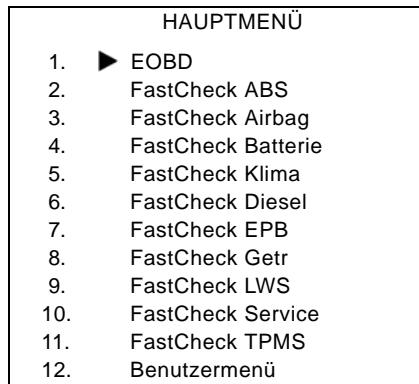 HAUPTMENÜ
1. ▶ EOBD
2. FastCheck ABS
3. FastCheck Airbag
4. FastCheck Batterie
5. FastCheck Klima
6. FastCheck Diesel
7. FastCheck EPB
8. FastCheck Getr
9. FastCheck LWS
10. FastCheck Service
11. FastCheck TPMS
12. Benutzermenü